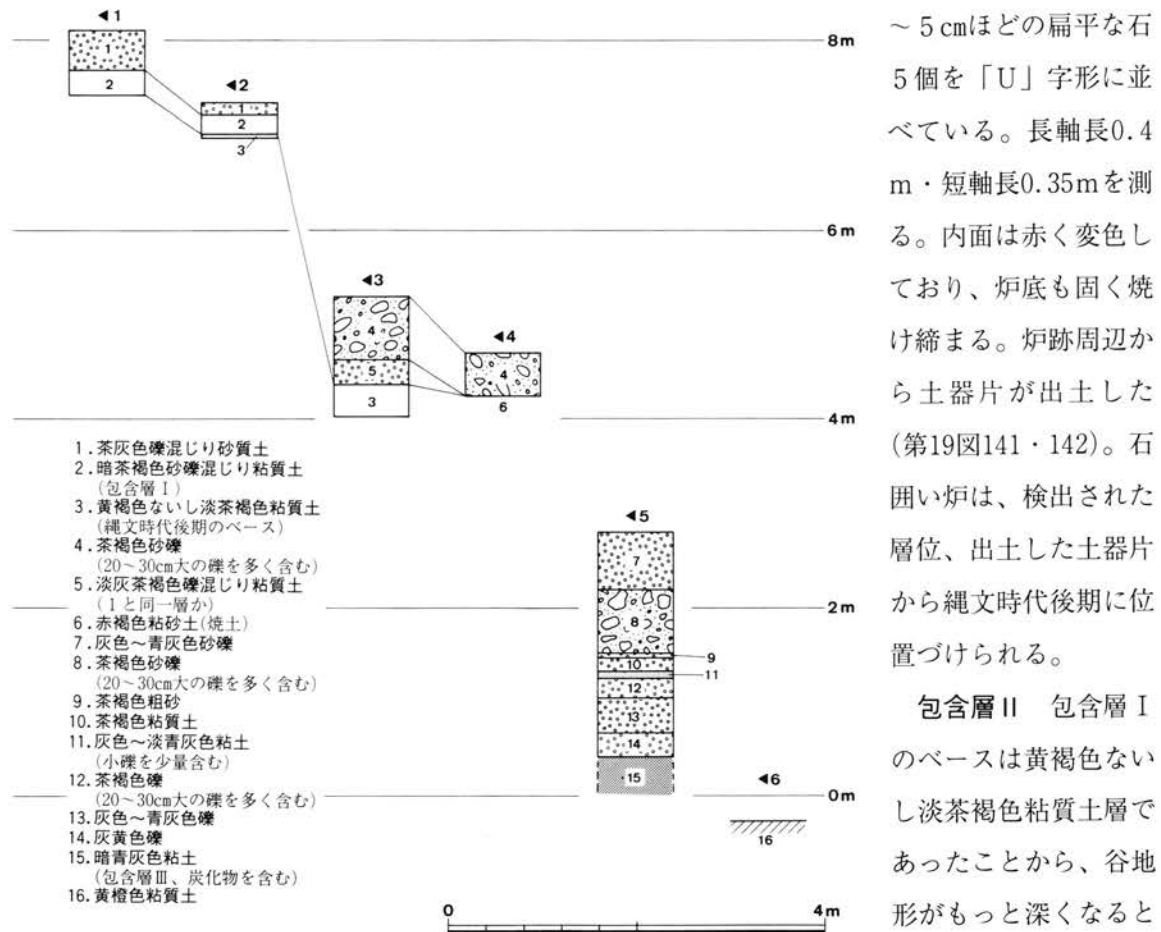 ◀1
1
2
8m
◀2
1
2
3
6m
◀3
4
5
3
◀4
4
6
4m
1.茶灰色礫混じり砂質土
2.暗茶褐色砂礫混じり粘質土
(包含層Ⅰ)
3.黄褐色ないし淡茶褐色粘質土
(縄文時代後期のベース)
4.茶褐色砂礫
(20~30cm大の礫を多く含む)
5.淡灰茶褐色礫混じり粘質土
(1と同一層か)
6.赤褐色粘砂土(焼土)
7.灰色~青灰色砂礫
8.茶褐色砂礫
(20~30cm大の礫を多く含む)
9.茶褐色粗砂
10.茶褐色粘質土
11.灰色~淡青灰色粘土
(小礫を少量含む)
12.茶褐色礫
(20~30cm大の礫を多く含む)
13.灰色~青灰色礫
14.灰黄色礫
15.暗青灰色粘土
(包含層Ⅲ、炭化物を含む)
16.黄橙色粘質土
◀5
7
2m
8
9
10
11
12
13
14
15
0m
◀6
16
0
4m
~5cmほどの扁平な石
5個を「U」字形に並
べている。長軸長0.4
m・短軸長0.35mを測
る。内面は赤く変色し
ており、炉底も固く焼
け締まる。炉跡周辺か
ら土器片が出土した
(第19図141・142)。石
囲い炉は、検出された
層位、出土した土器片
から縄文時代後期に位
置づけられる。
包含層Ⅱ 包含層Ⅰ
のベースは黄褐色ない
し淡茶褐色粘質土層で
あったことから、谷地
形がもっと深くなると